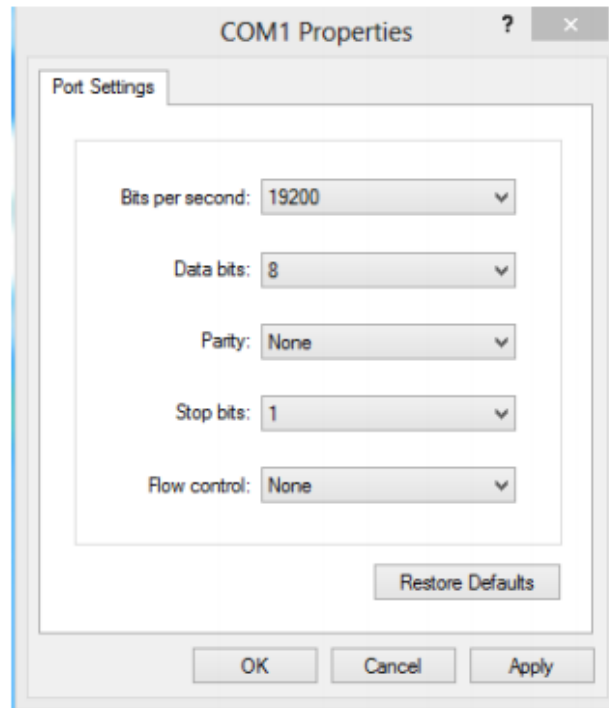 COM1 Properties ?
Port Settings
Bits per second: 19200
Data bits: 8
Parity: None
Stop bits: 1
Flow control: None
Restore Defaults
OK Cancel Apply